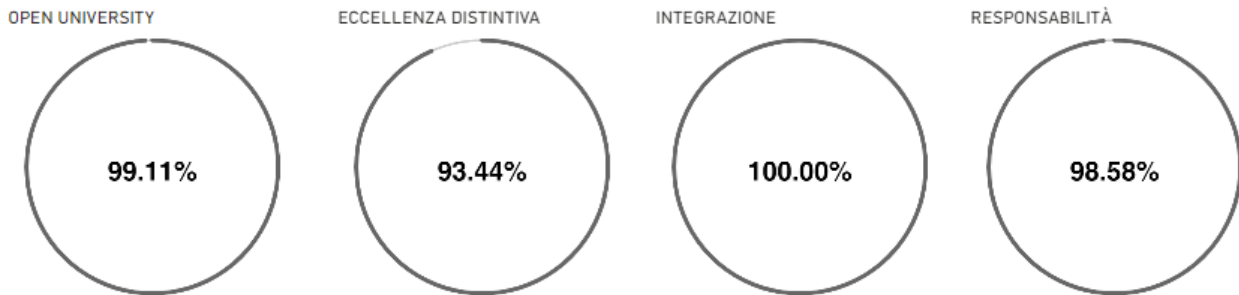 OPEN UNIVERSITY
99.11%
ECCELLENZA DISTINTIVA
93.44%
INTEGRAZIONE
100.00%
RESPONSABILITÀ
98.58%